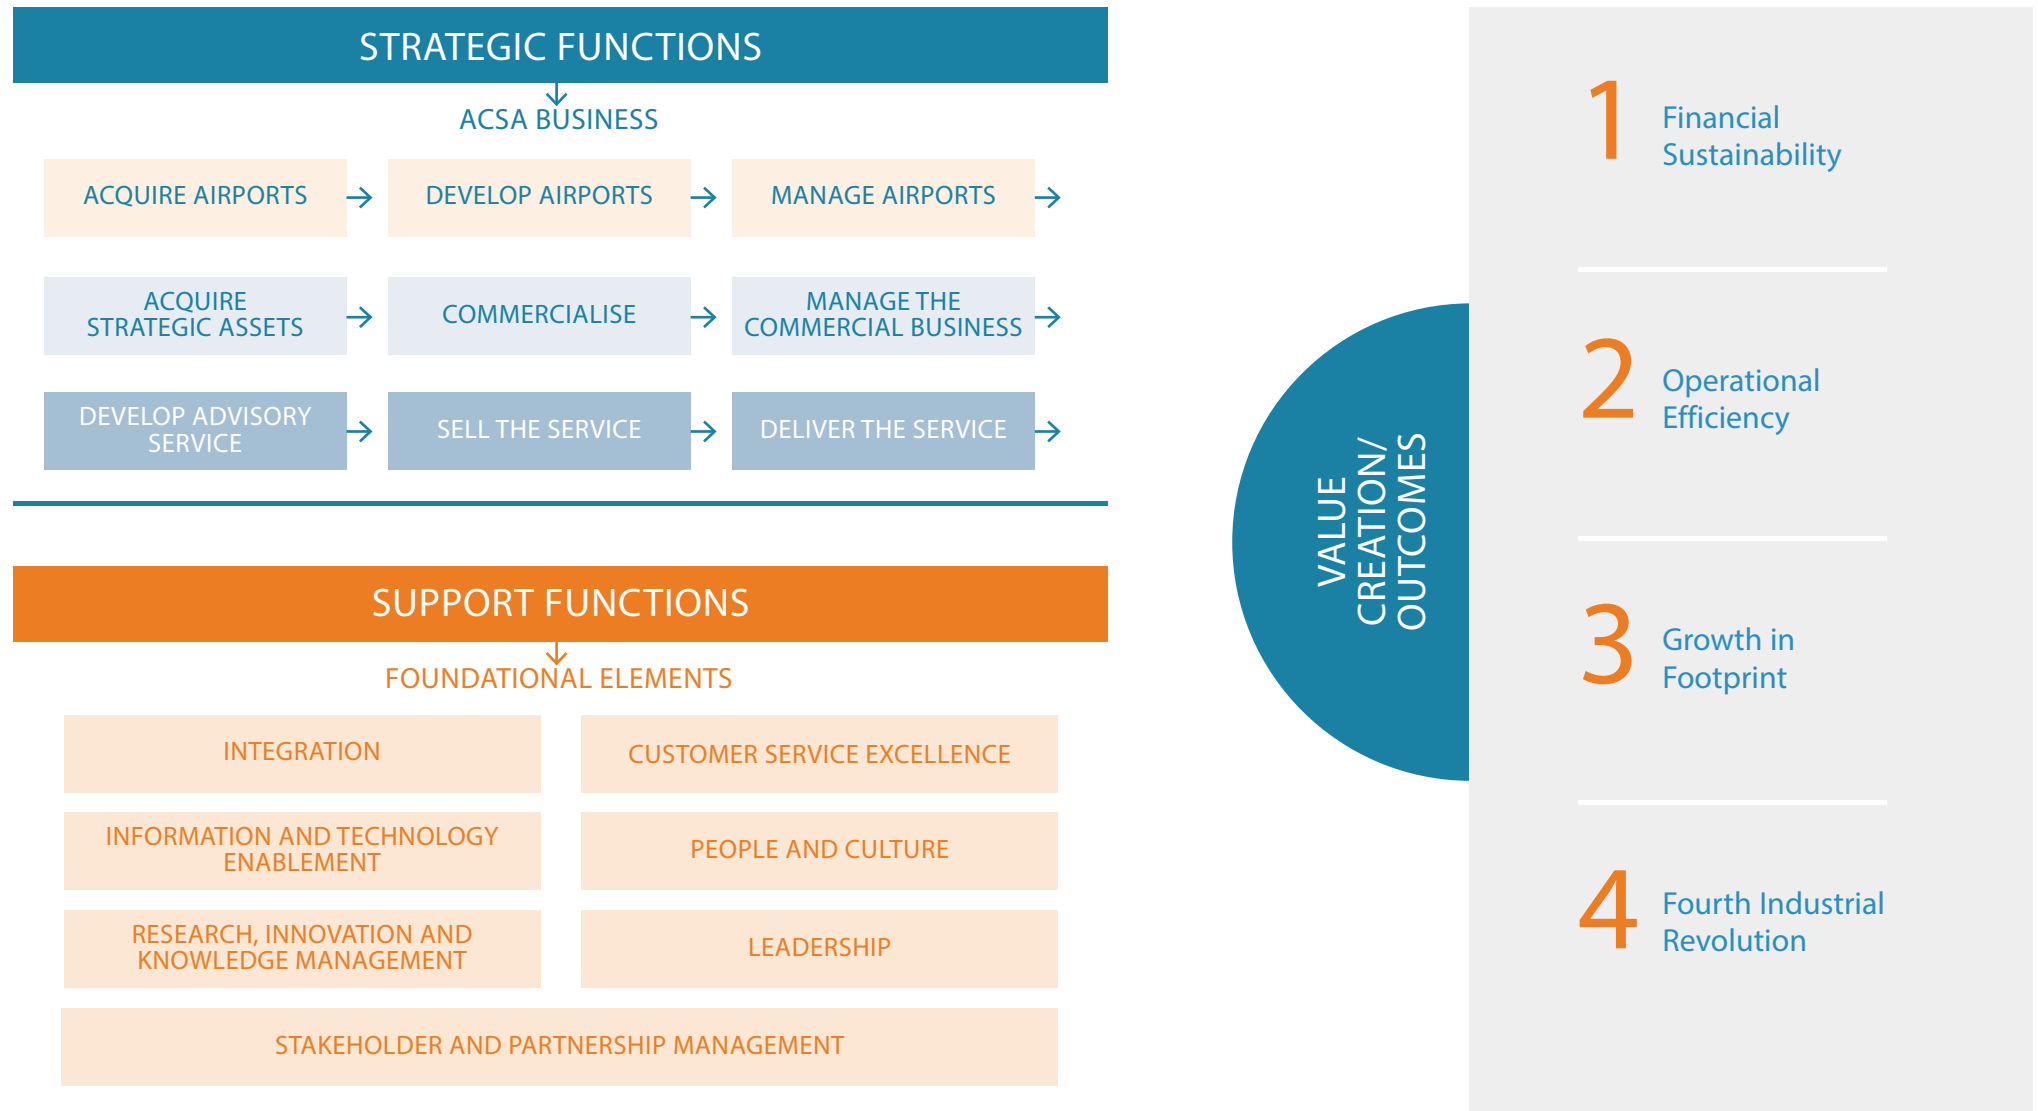 STRATEGIC FUNCTIONS
ACSA BUSINESS
ACQUIRE AIRPORTS
DEVELOP AIRPORTS
MANAGE AIRPORTS
ACQUIRE
STRATEGIC ASSETS
COMMERCIALISE
MANAGE THE
COMMERCIAL BUSINESS
DEVELOP ADVISORY
SERVICE
SELL THE SERVICE
DELIVER THE SERVICE
SUPPORT FUNCTIONS
FOUNDATIONAL ELEMENTS
INTEGRATION
CUSTOMER SERVICE EXCELLENCE
INFORMATION AND TECHNOLOGY
ENABLEMENT
PEOPLE AND CULTURE
RESEARCH, INNOVATION AND
KNOWLEDGE MANAGEMENT
LEADERSHIP
STAKEHOLDER AND PARTNERSHIP MANAGEMENT
VALUE
CREATION/
OUTCOMES
1
Financial
Sustainability
2
Operational
Efficiency
3
Growth in
Footprint
4
Fourth Industrial
Revolution